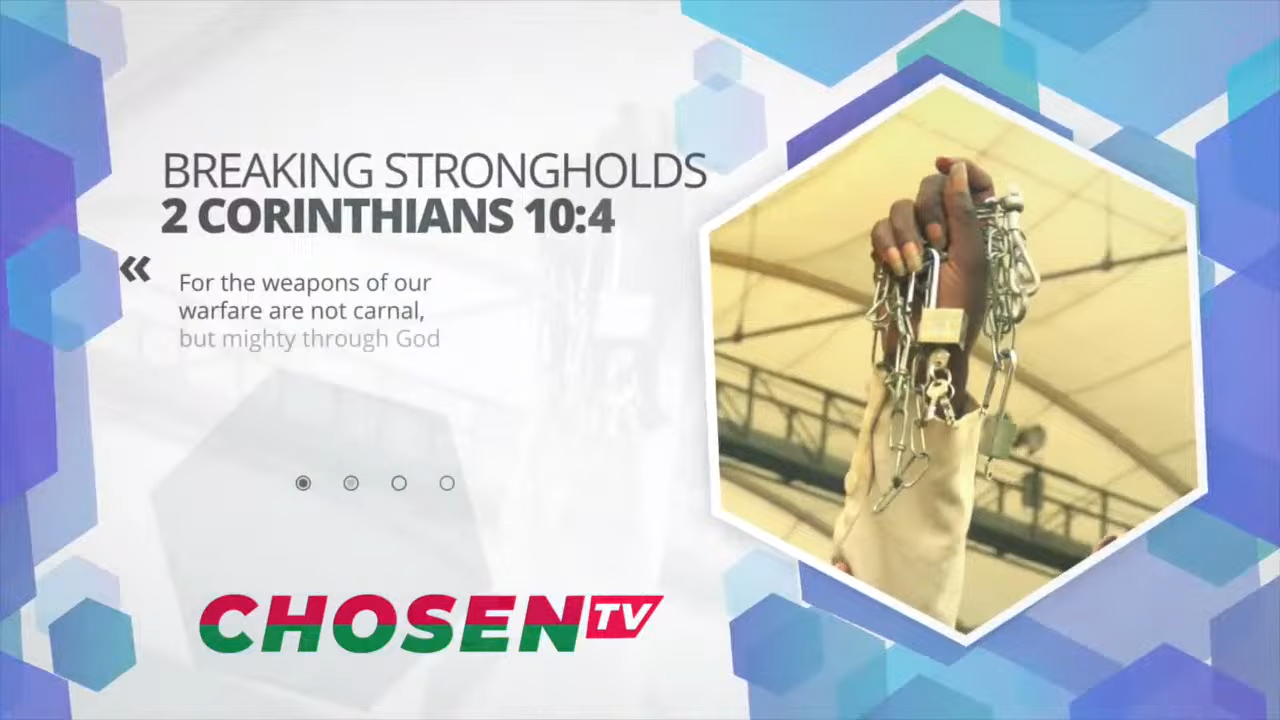 BREAKING STRONGHOLDS
2 CORINTHIANS 10:4
«
For the weapons of our
warfare are not carnal,
but mighty through God
CHOSEN TV